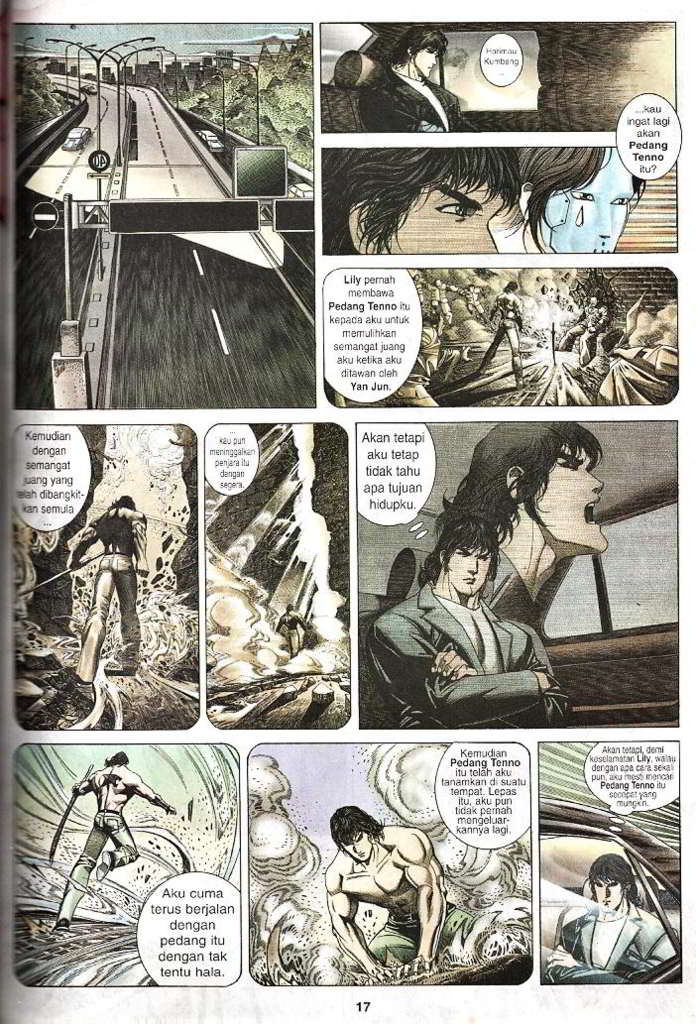 Harimau
Kumbang
...
...kau
ingat lagi
akan
Pedang
Tenno
itu?
Lily pernah
membawa
Pedang Tenno itu
kepada aku untuk
memulihkan
semangat juang
aku ketika aku
ditawan oleh
Yan Jun.
Kemudian
dengan
semangat
juang yang
telah dibangkit-
kan semula
...
...
kau pun
meninggalkan
penjara itu
dengan
segera.
Akan tetapi
aku tetap
tidak tahu
apa tujuan
hidupku.
Aku cuma
terus berjalan
dengan
pedang itu
dengan tak
tentu hala.
Kemudian
Pedang Tenno
itu telah aku
tanamkan di suatu
tempat. Lepas
itu, aku pun
tidak pernah
mengeluar-
kannya lagi.
Akan tetapi, demi
keselamatan Lily, walau
dengan apa cara sekali
pun, aku mesti mencari
Pedang Tenno itu
secepat yang
mungkin.
17